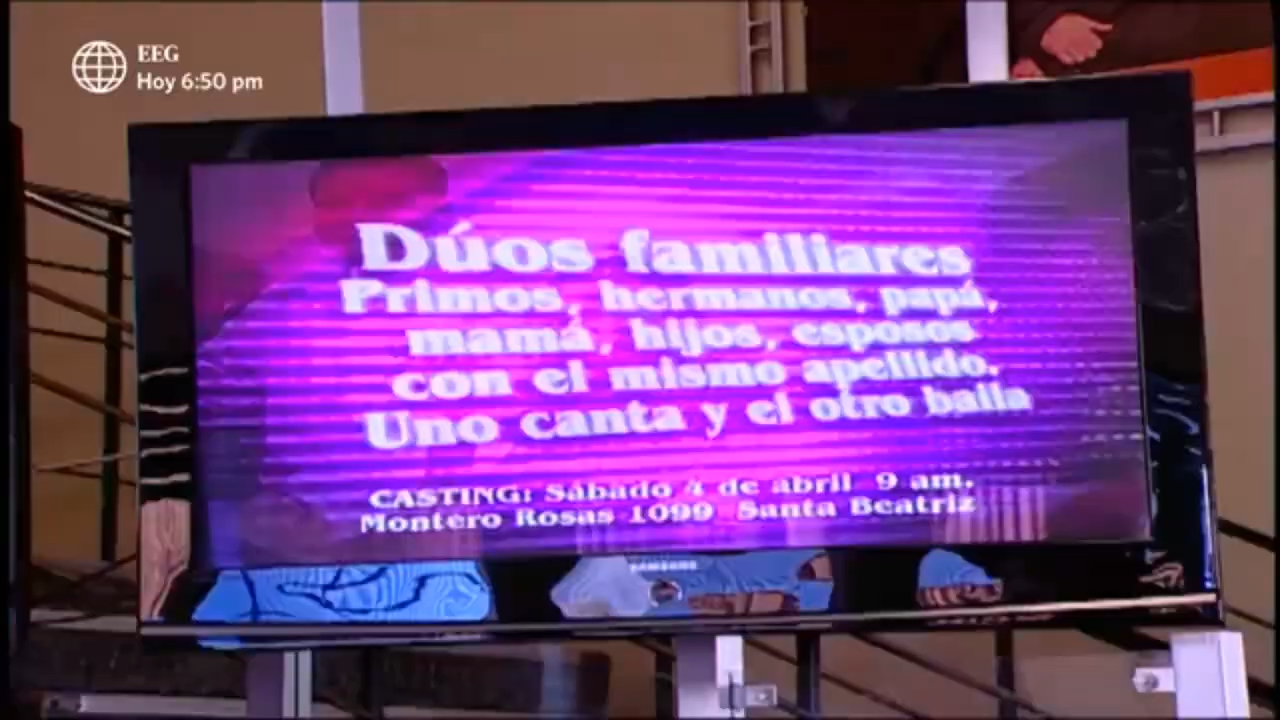 EEG
Hoy 6:50 pm
Dúos familiares
Primos, hermanos, papá,
mamá, hijos, esposos
con el mismo apellido.
Uno canta y el otro baila
CASTING: Sábado 4 de abril 9 am.
Montero Rosas 1099 Santa Beatriz
SAMSUNG